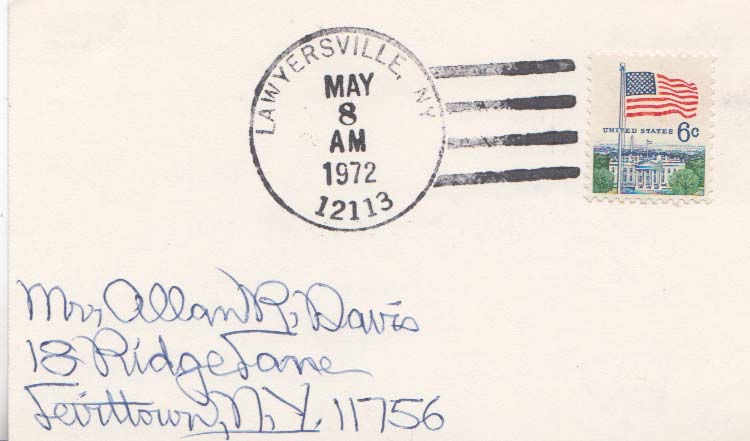 LAWYERSVILLE, NY
MAY
8
AM
1972
12113
UNITED STATES 6c
Mrs, Allan R, Davis
18 Ridge Lane
Levittown, N.Y. 11756